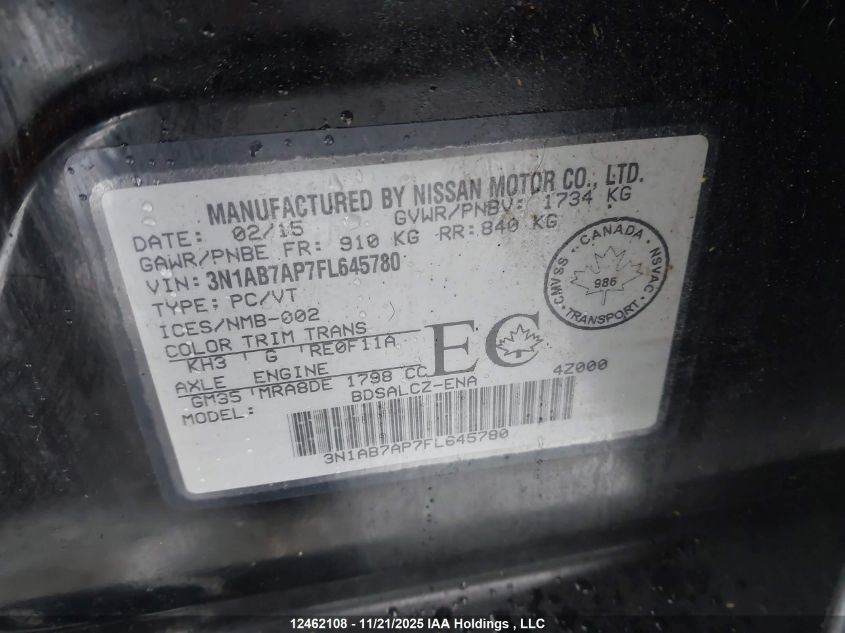 MANUFACTURED BY NISSAN MOTOR CO., LTD.
DATE: 02/15 GVWR/PNBV: 1734 KG
GAWR/PNBE FR: 910 KG RR: 840 KG
VIN: 3N1AB7AP7FL645780
TYPE: PC/VT
ICES/NMB-002
COLOR TRIM TRANS
KH3 G RE0F11A
AXLE ENGINE
GM35 MRA8DE 1798 CC
MODEL: BDSALCZ-ENA 4Z000
EC
CANADA
CMVSS 986 NSVAC
TRANSPORT
3N1AB7AP7FL645780
12462108 - 11/21/2025 IAA Holdings , LLC